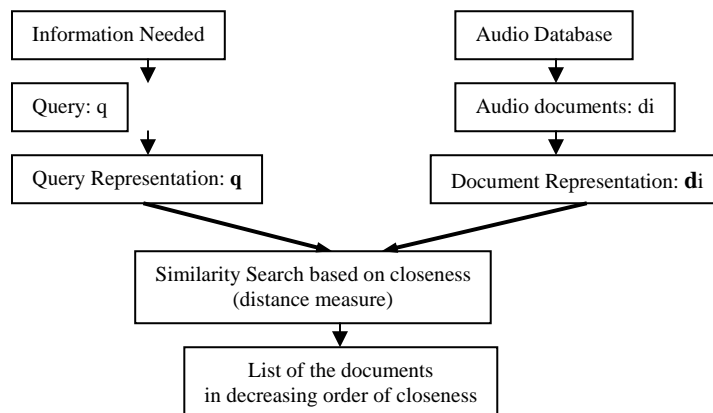 Information Needed
Audio Database
Query: q
Audio documents: di
Query Representation: q
Document Representation: di
Similarity Search based on closeness
(distance measure)
List of the documents
in decreasing order of closeness